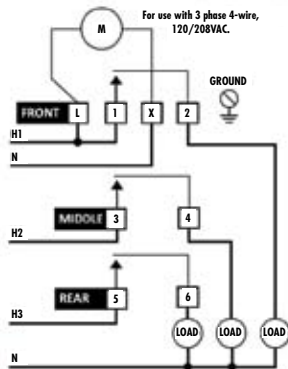 For use with 3 phase 4-wire,
120/208VAC.
M
GROUND
FRONT L 1 X 2
H1
N
MIDDLE 3 4
H2
REAR 5 6
H3
LOAD LOAD LOAD
N